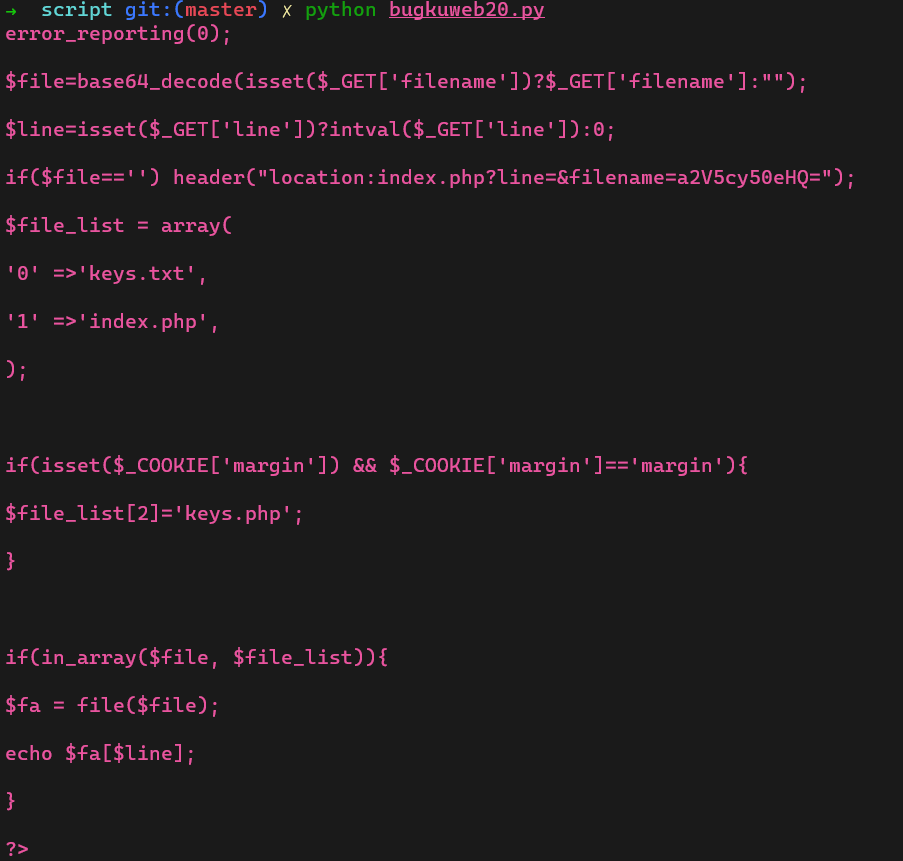 → script git:(master) ✗ python bugkuweb20.py
error_reporting(0);
$file=base64_decode(isset($_GET['filename'])?$_GET['filename']:"");
$line=isset($_GET['line'])?intval($_GET['line']):0;
if($file=='') header("location:index.php?line=&filename=a2V5cy50eHQ=");
$file_list = array(
'0' =>'keys.txt',
'1' =>'index.php',
);
if(isset($_COOKIE['margin']) && $_COOKIE['margin']=='margin'){
$file_list[2]='keys.php';
}
if(in_array($file, $file_list)){
$fa = file($file);
echo $fa[$line];
}
?>